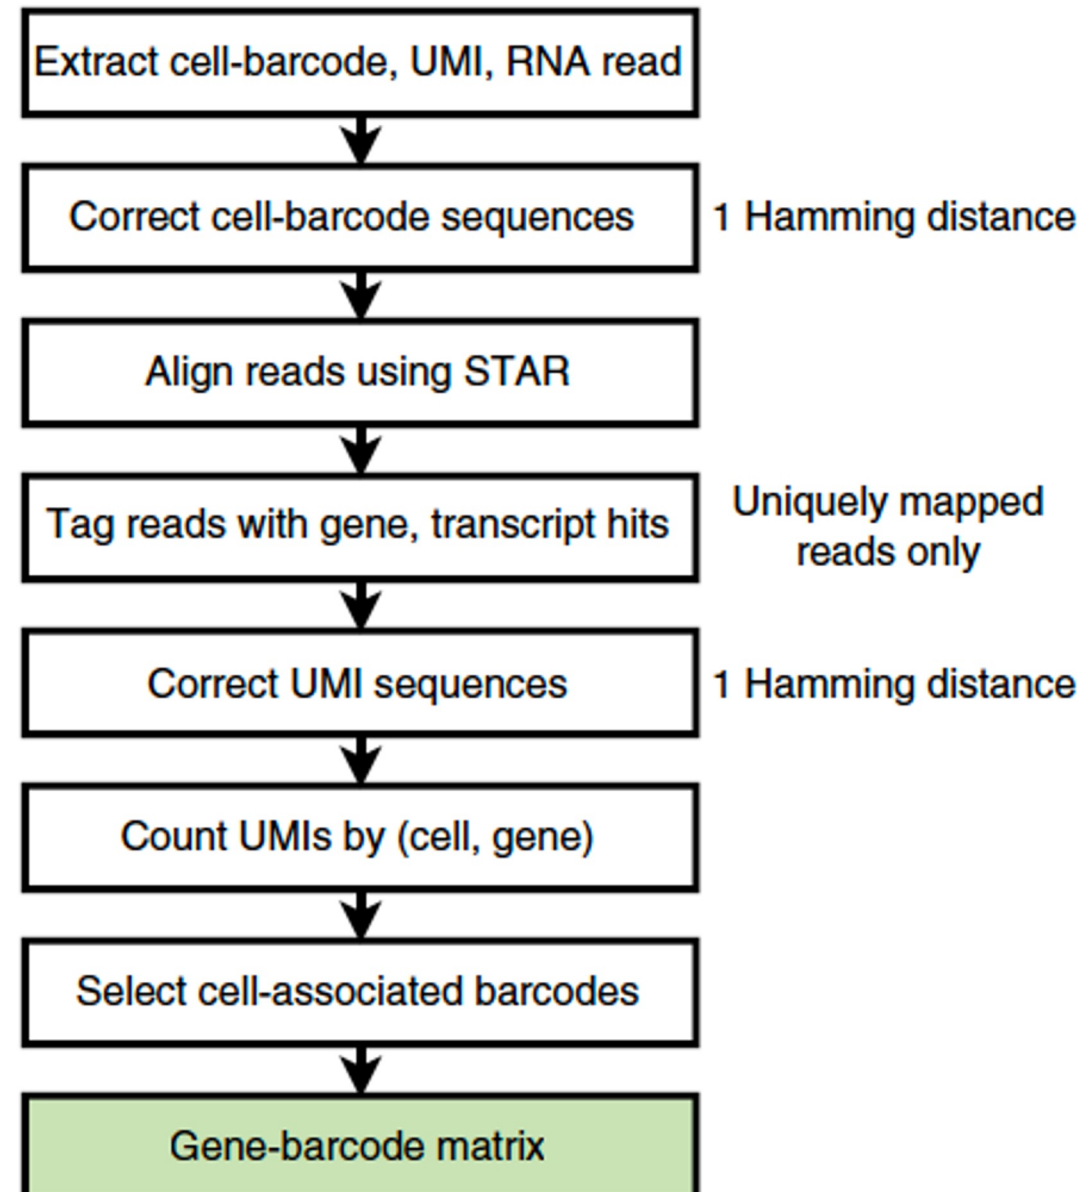 Extract cell-barcode, UMI, RNA read
Correct cell-barcode sequences
1 Hamming distance
Align reads using STAR
Tag reads with gene, transcript hits
Uniquely mapped
reads only
Correct UMI sequences
1 Hamming distance
Count UMIs by (cell, gene)
Select cell-associated barcodes
Gene-barcode matrix